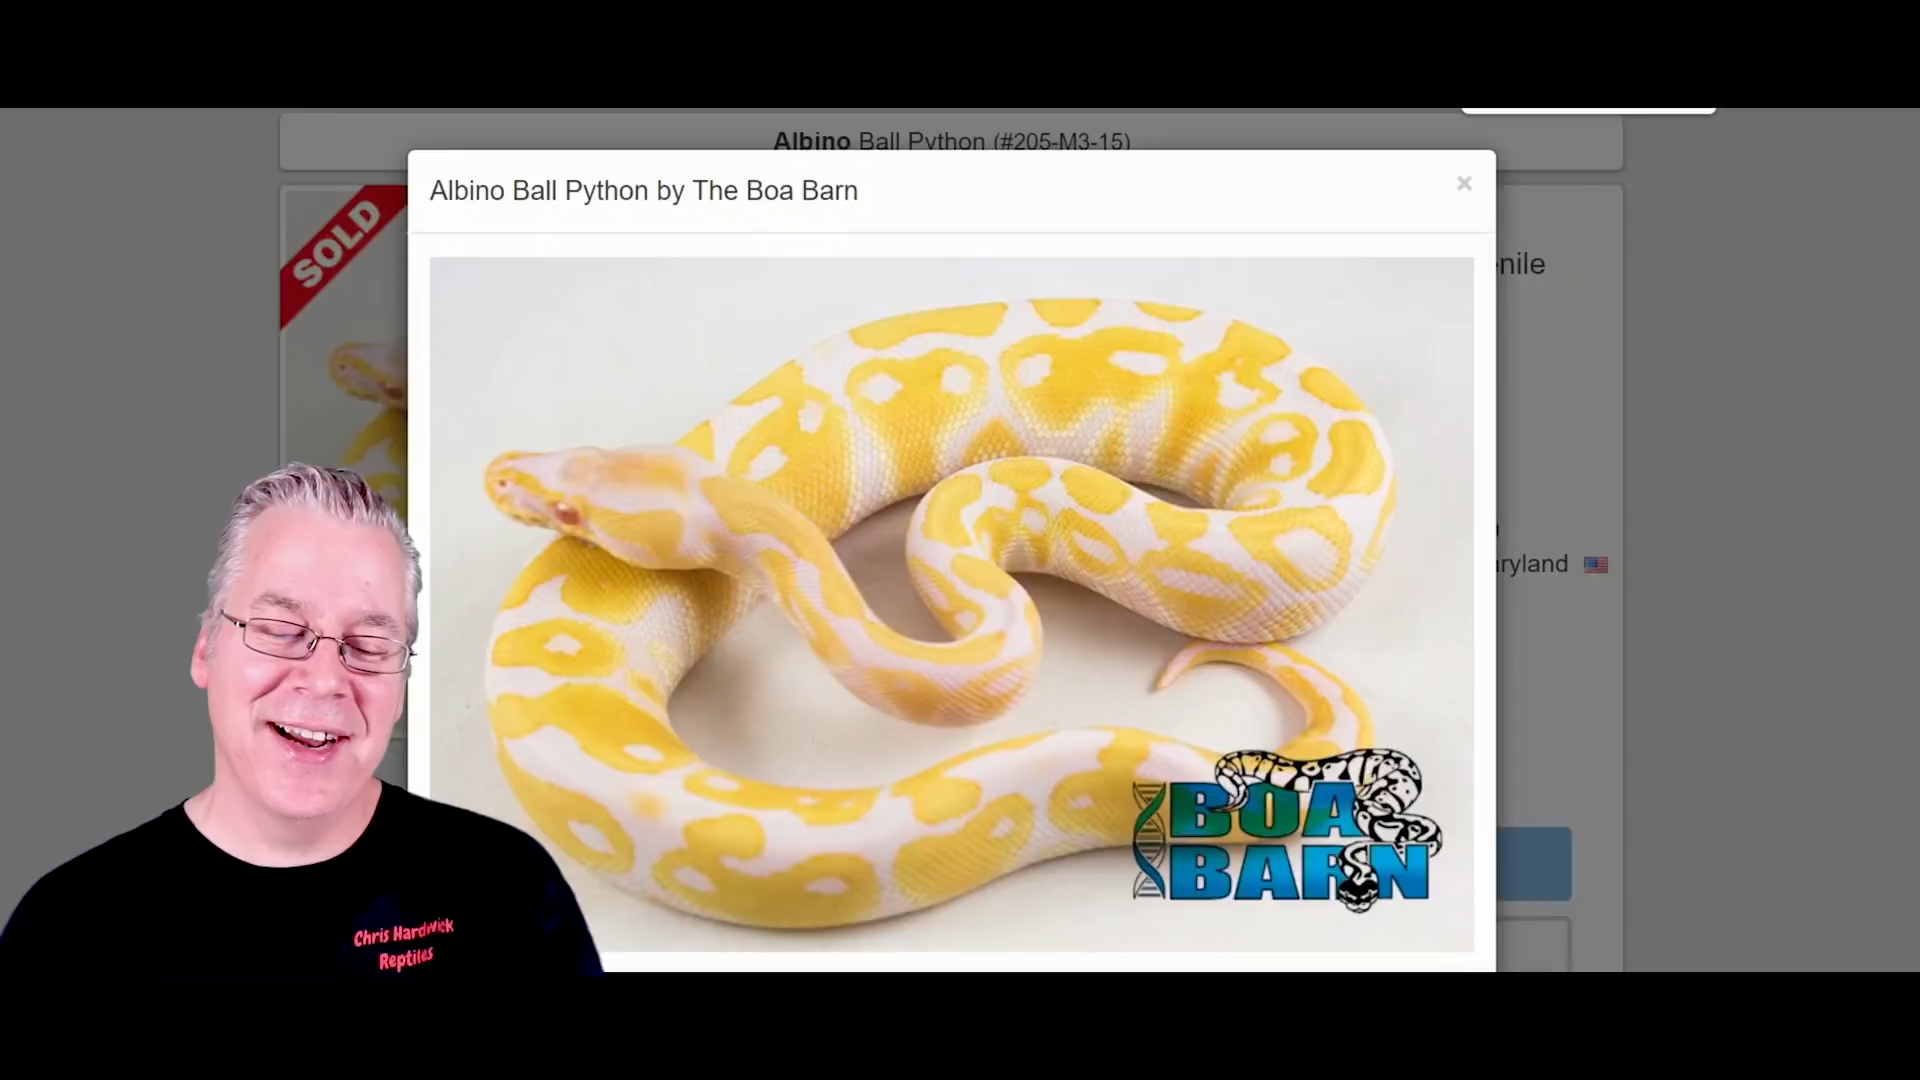 Albino Ball Python (#205-M3-15)
Albino Ball Python by The Boa Barn
×
SOLD
nile
ryland
BOA
BARN
Chris Hardwick
Reptiles